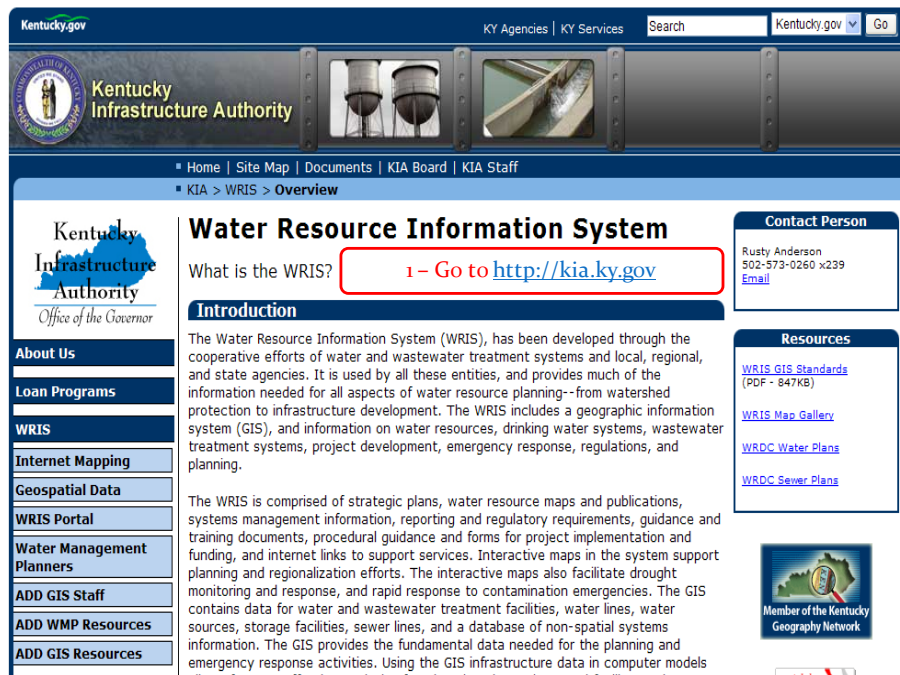 Kentucky.gov
KY Agencies | KY Services
Search
Kentucky.gov
Go
Kentucky
Infrastructure Authority
Home | Site Map | Documents | KIA Board | KIA Staff
KIA > WRIS > Overview
Kentucky
Infrastructure
Authority
Office of the Governor
About Us
Loan Programs
WRIS
Internet Mapping
Geospatial Data
WRIS Portal
Water Management
Planners
ADD GIS Staff
ADD WMP Resources
ADD GIS Resources
Water Resource Information System
What is the WRIS?
1 – Go to http://kia.ky.gov
Introduction
The Water Resource Information System (WRIS), has been developed through the
cooperative efforts of water and wastewater treatment systems and local, regional,
and state agencies. It is used by all these entities, and provides much of the
information needed for all aspects of water resource planning--from watershed
protection to infrastructure development. The WRIS includes a geographic information
system (GIS), and information on water resources, drinking water systems, wastewater
treatment systems, project development, emergency response, regulations, and
planning.
The WRIS is comprised of strategic plans, water resource maps and publications,
systems management information, reporting and regulatory requirements, guidance and
training documents, procedural guidance and forms for project implementation and
funding, and internet links to support services. Interactive maps in the system support
planning and regionalization efforts. The interactive maps also facilitate drought
monitoring and response, and rapid response to contamination emergencies. The GIS
contains data for water and wastewater treatment facilities, water lines, water
sources, storage facilities, sewer lines, and a database of non-spatial systems
information. The GIS provides the fundamental data needed for the planning and
emergency response activities. Using the GIS infrastructure data in computer models
Contact Person
Rusty Anderson
502-573-0260 x239
Email
Resources
WRIS GIS Standards
(PDF - 847KB)
WRIS Map Gallery
WRDC Water Plans
WRDC Sewer Plans
Member of the Kentucky
Geography Network